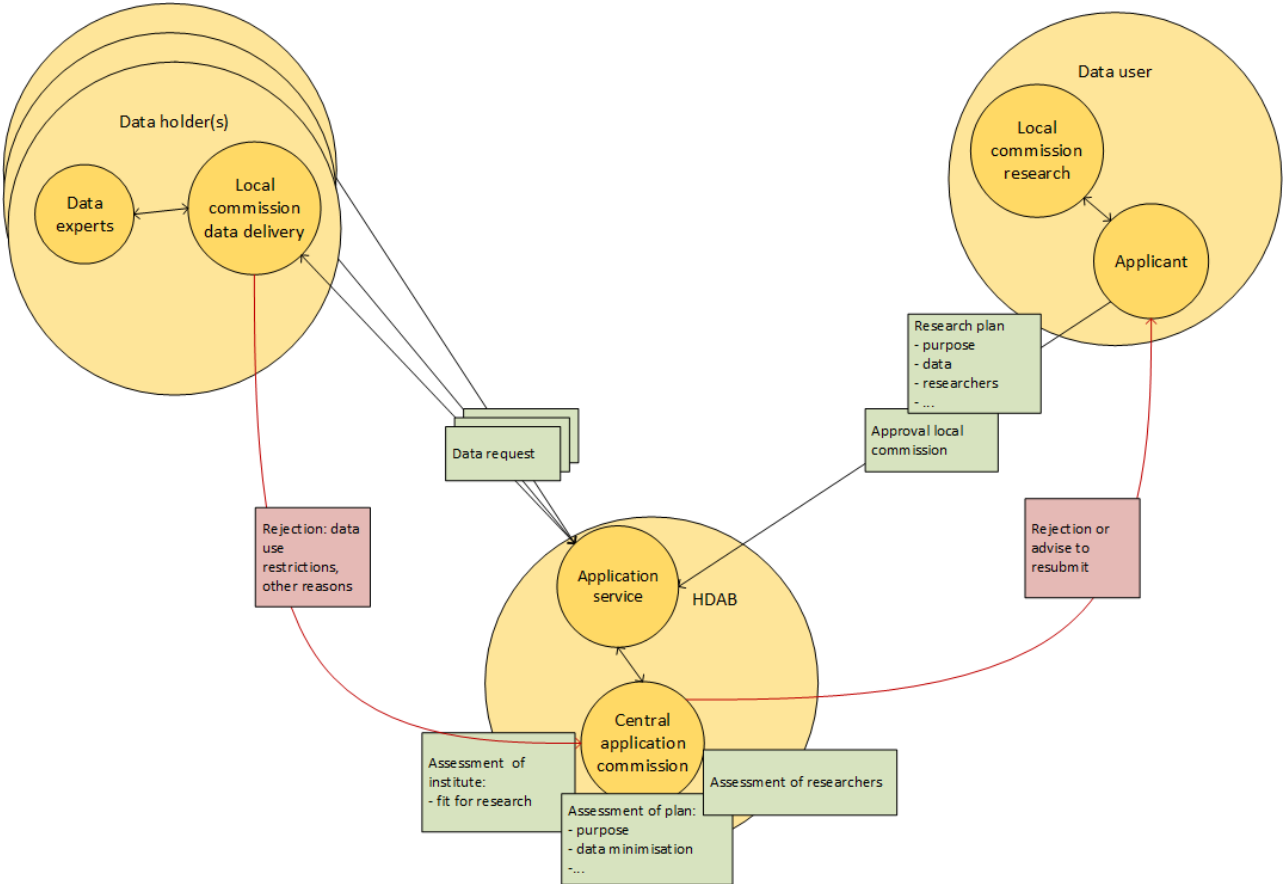 Data holder(s)
Data
experts
Local
commission
data delivery
Data user
Local
commission
research
Applicant
Research plan
- purpose
- data
- researchers
- ...
Approval local
commission
Data request
Rejection: data
use
restrictions,
other reasons
Rejection or
advise to
resubmit
Application
service
HDAB
Central
application
commission
Assessment of
institute:
- fit for research
Assessment of plan:
- purpose
- data minimisation
-...
Assessment of researchers